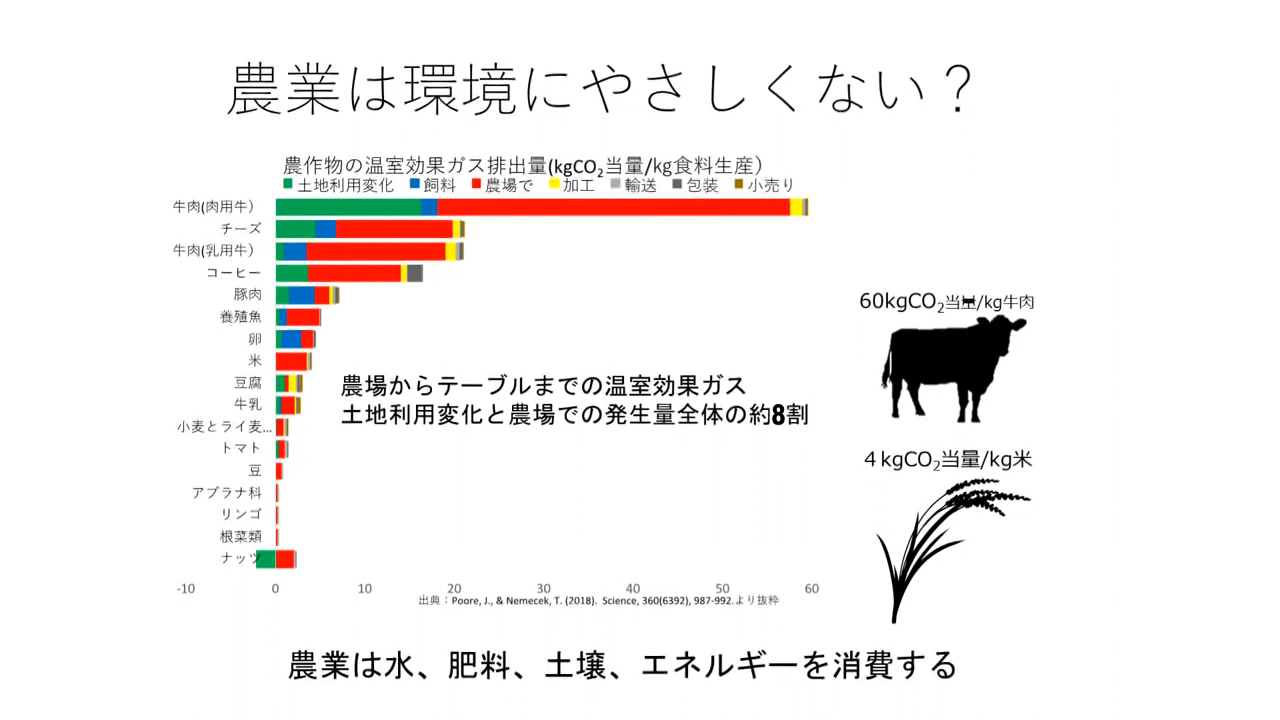 農業は環境にやさしくない？
農作物の温室効果ガス排出量(kgCO₂当量/kg食料生産）
土地利用変化 飼料 農場で 加工 輸送 包装 小売り
牛肉(肉用牛）
チーズ
牛肉(乳用牛）
コーヒー
豚肉
養殖魚
卵
米
豆腐
牛乳
小麦とライ麦…
トマト
豆
アブラナ科
リンゴ
根菜類
ナッツ
-10 0 10 20 30 40 50 60
出典：Poore, J., & Nemecek, T. (2018). Science, 360(6392), 987-992.より抜粋
農場からテーブルまでの温室効果ガス
土地利用変化と農場での発生量全体の約8割
60kgCO₂当量/kg牛肉
４kgCO₂当量/kg米
農業は水、肥料、土壌、エネルギーを消費する